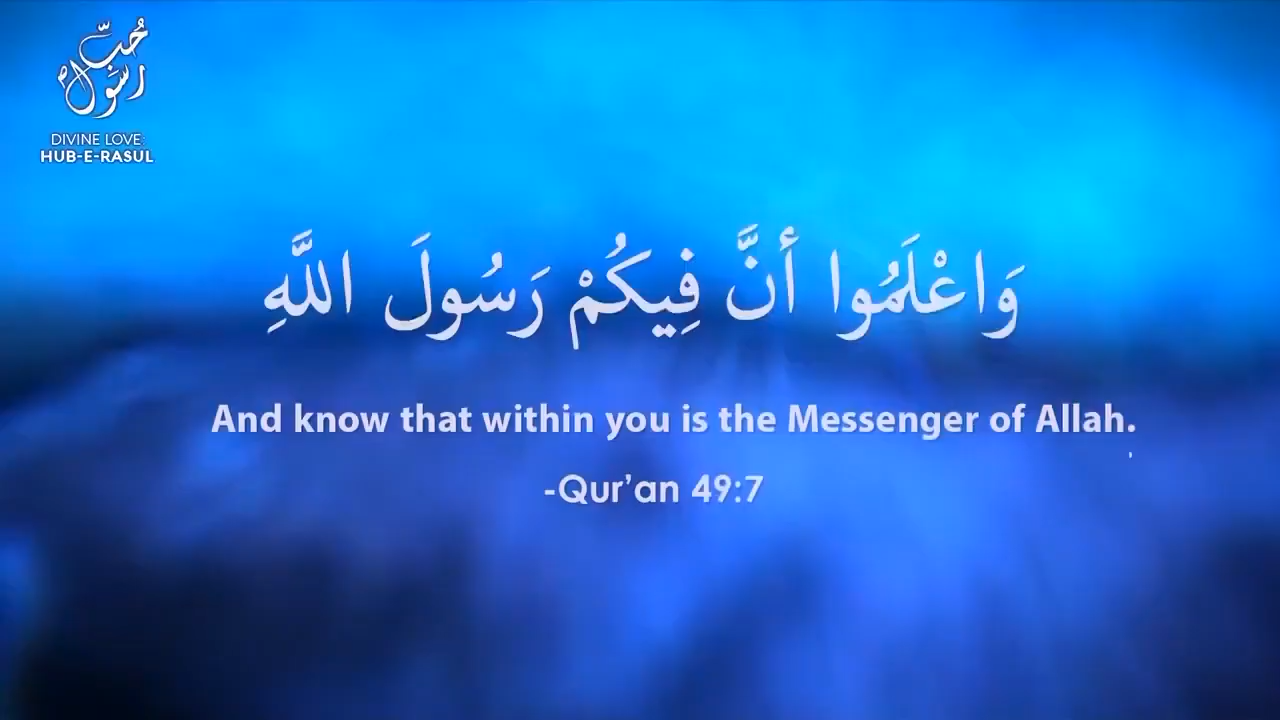 حُبِّ
رسُول
DIVINE LOVE:
HUB-E-RASUL
وَاعْلَمُوا أَنَّ فِيكُمْ رَسُولَ اللَّهِ
And know that within you is the Messenger of Allah.
-Qur’an 49:7